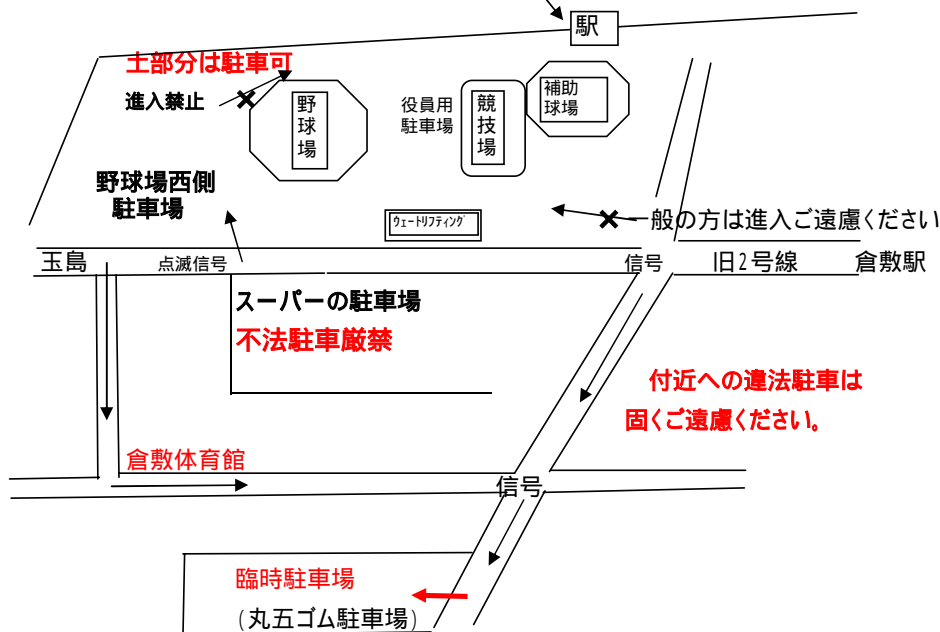 駅
土部分は駐車可
進入禁止
野
球
場
役員用
駐車場
競
技
場
補助
球場
野球場西側
駐車場
ウェートリフティング
一般の方は進入ご遠慮ください
玉島
点滅信号
信号
旧2号線
倉敷駅
スーパーの駐車場
不法駐車厳禁
付近への違法駐車は
固くご遠慮ください。
倉敷体育館
信号
臨時駐車場
(丸五ゴム駐車場)